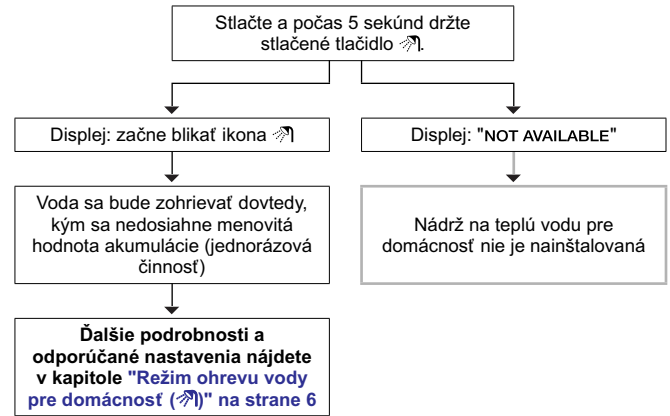 Stlačte a počas 5 sekúnd držte
stlačené tlačidlo .
Displej: začne blikať ikona
Displej: "NOT AVAILABLE"
Voda sa bude zohrievať dovtedy,
kým sa nedosiahne menovitá
hodnota akumulácie (jednorázová
činnosť)
Nádrž na teplú vodu pre
domácnosť nie je nainštalovaná
Ďalšie podrobnosti a
odporúčané nastavenia nájdete
v kapitole "Režim ohrevu vody
pre domácnosť ()" na strane 6